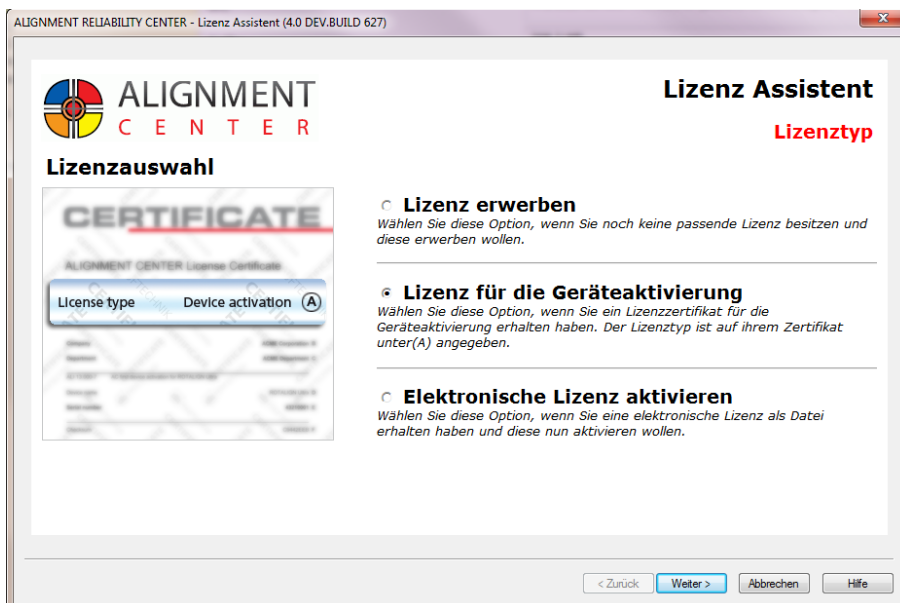 ALIGNMENT RELIABILITY CENTER - Lizenz Assistent (4.0 DEV.BUILD 627)
ALIGNMENT
CENTER
Lizenz Assistent
Lizenztyp
Lizenzauswahl
CERTIFICATE
ALIGNMENT CENTER License Certificate
License type Device activation A
Lizenz erwerben
Wählen Sie diese Option, wenn Sie noch keine passende Lizenz besitzen und
diese erwerben wollen.
Lizenz für die Geräteaktivierung
Wählen Sie diese Option, wenn Sie ein Lizenzzertifikat für die
Geräteaktivierung erhalten haben. Der Lizenztyp ist auf ihrem Zertifikat
unter(A) angegeben.
Elektronische Lizenz aktivieren
Wählen Sie diese Option, wenn Sie eine elektronische Lizenz als Datei
erhalten haben und diese nun aktivieren wollen.
< Zurück Weiter > Abbrechen Hilfe